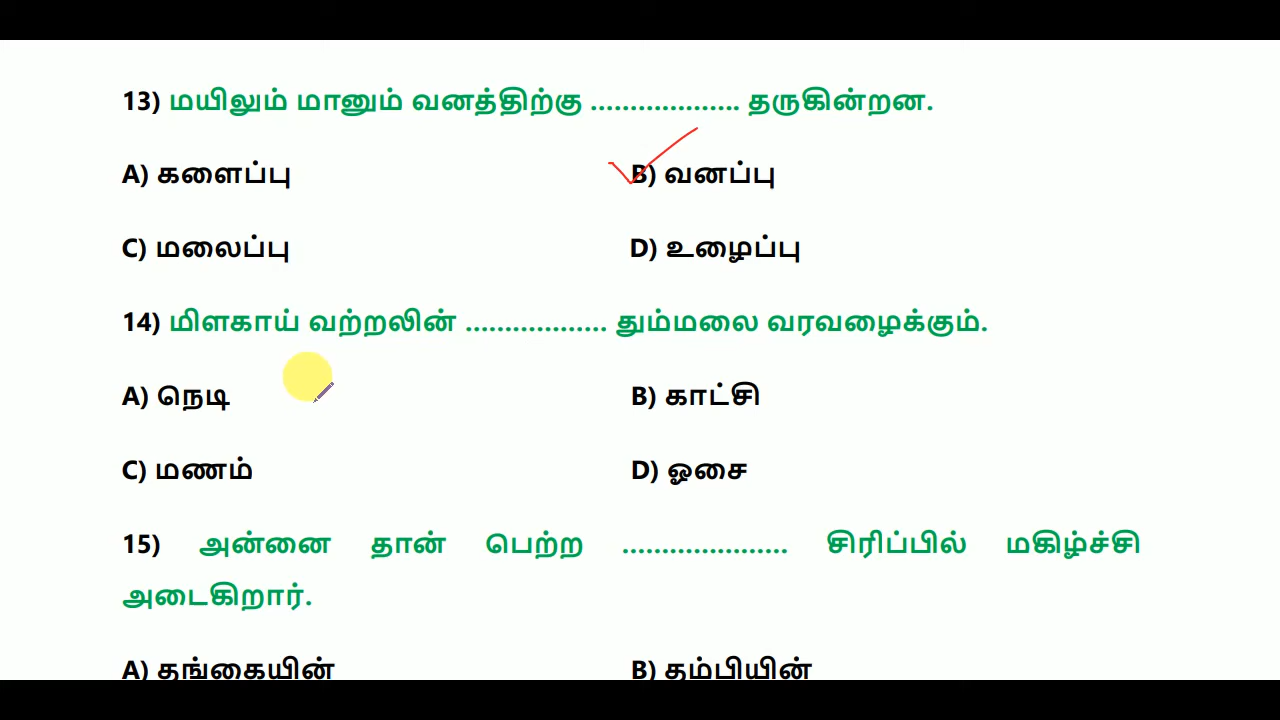 13) மயிலும் மானும் வனத்திற்கு ................... தருகின்றன.
A) களைப்பு B) வனப்பு
C) மலைப்பு D) உழைப்பு
14) மிளகாய் வற்றலின் .................. தும்மலை வரவழைக்கும்.
A) நெடி B) காட்சி
C) மணம் D) ஓசை
15) அன்னை தான் பெற்ற ..................... சிரிப்பில் மகிழ்ச்சி
அடைகிறார்.
A) தங்கையின் B) தம்பியின்